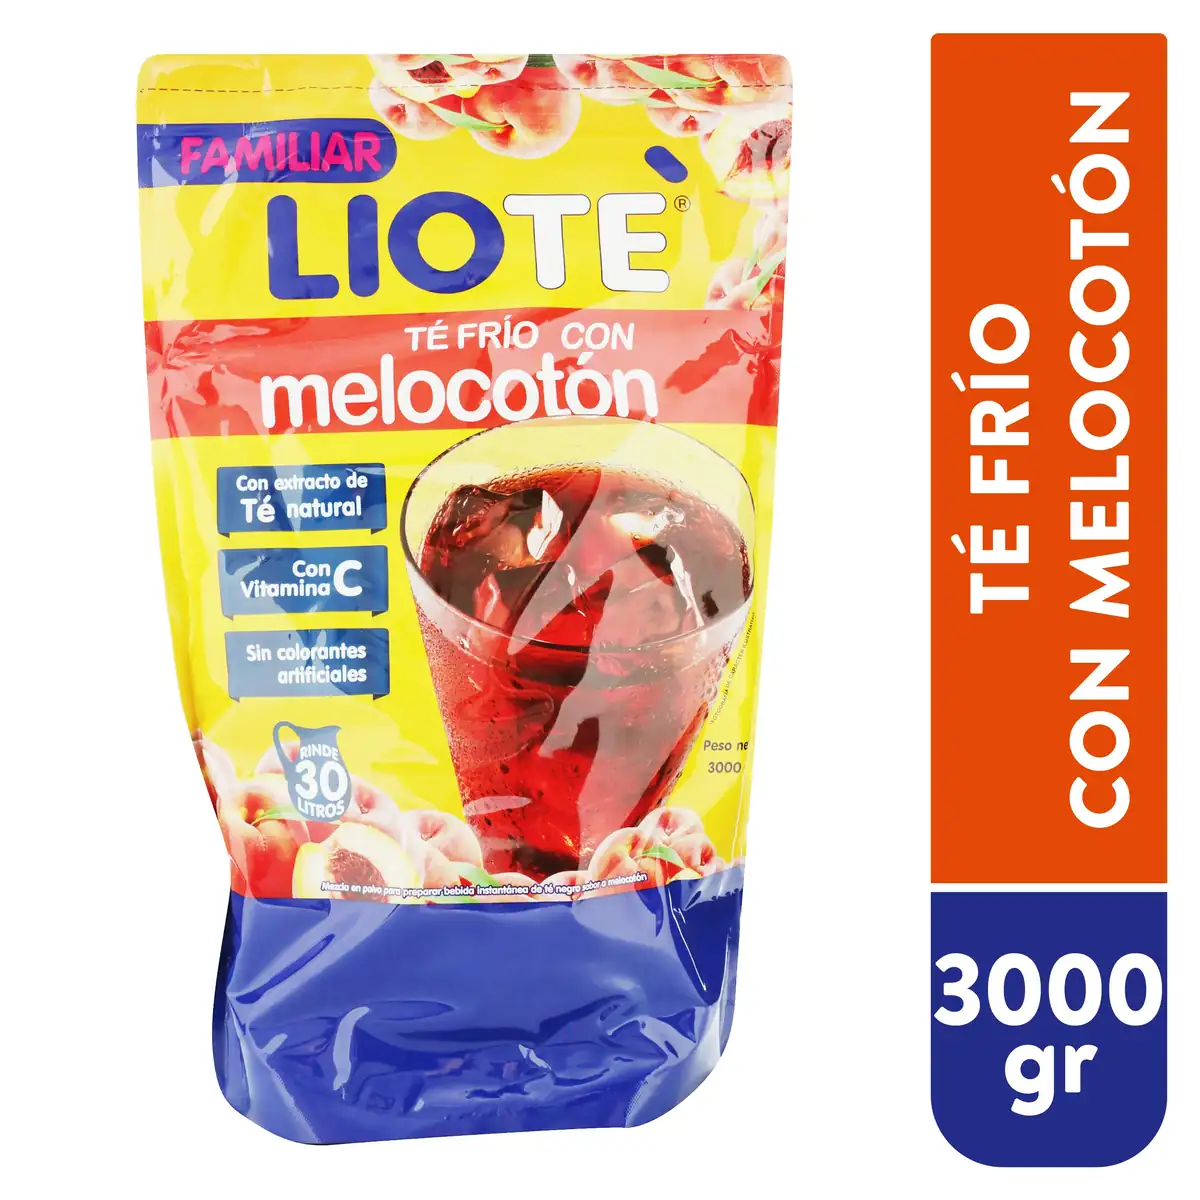 FAMILIAR
LIOTÈ®
TÉ FRÍO CON
melocotón
Con extracto de
Té natural
Con
Vitamina C
Sin colorantes
artificiales
RINDE
30
LITROS
Peso
3000
Mezcla en polvo para preparar bebida instantánea de té negro sabor a melocotón
TÉ FRÍO
CON MELOCOTÓN
3000
gr